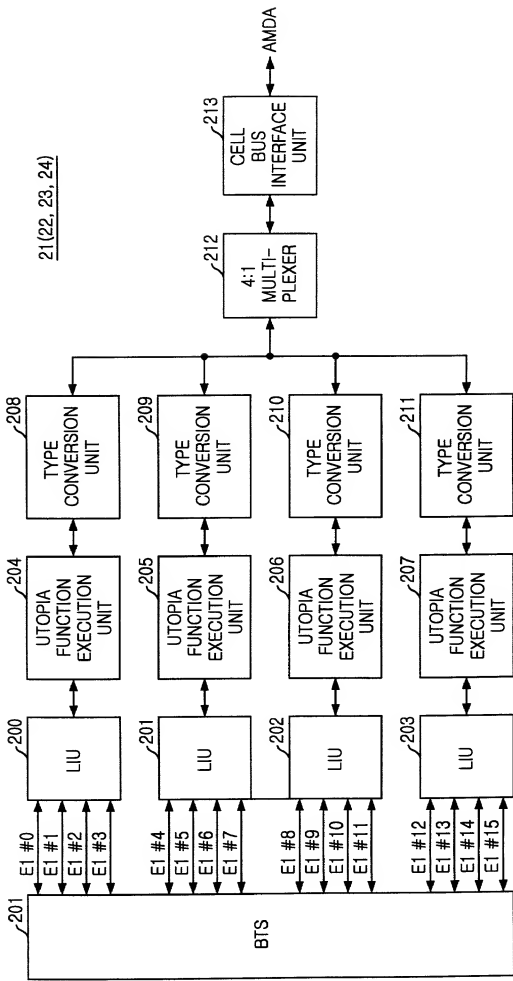 21(22, 23, 24)
201
BTS
E1 #0
E1 #1
E1 #2
E1 #3
200
LIU
204
UTOPIA
FUNCTION
EXECUTION
UNIT
208
TYPE
CONVERSION
UNIT
E1 #4
E1 #5
E1 #6
E1 #7
201
LIU
205
UTOPIA
FUNCTION
EXECUTION
UNIT
209
TYPE
CONVERSION
UNIT
E1 #8
E1 #9
E1 #10
E1 #11
202
LIU
206
UTOPIA
FUNCTION
EXECUTION
UNIT
210
TYPE
CONVERSION
UNIT
E1 #12
E1 #13
E1 #14
E1 #15
203
LIU
207
UTOPIA
FUNCTION
EXECUTION
UNIT
211
TYPE
CONVERSION
UNIT
212
4:1
MULTI-
PLEXER
213
CELL
BUS
INTERFACE
UNIT
AMDA